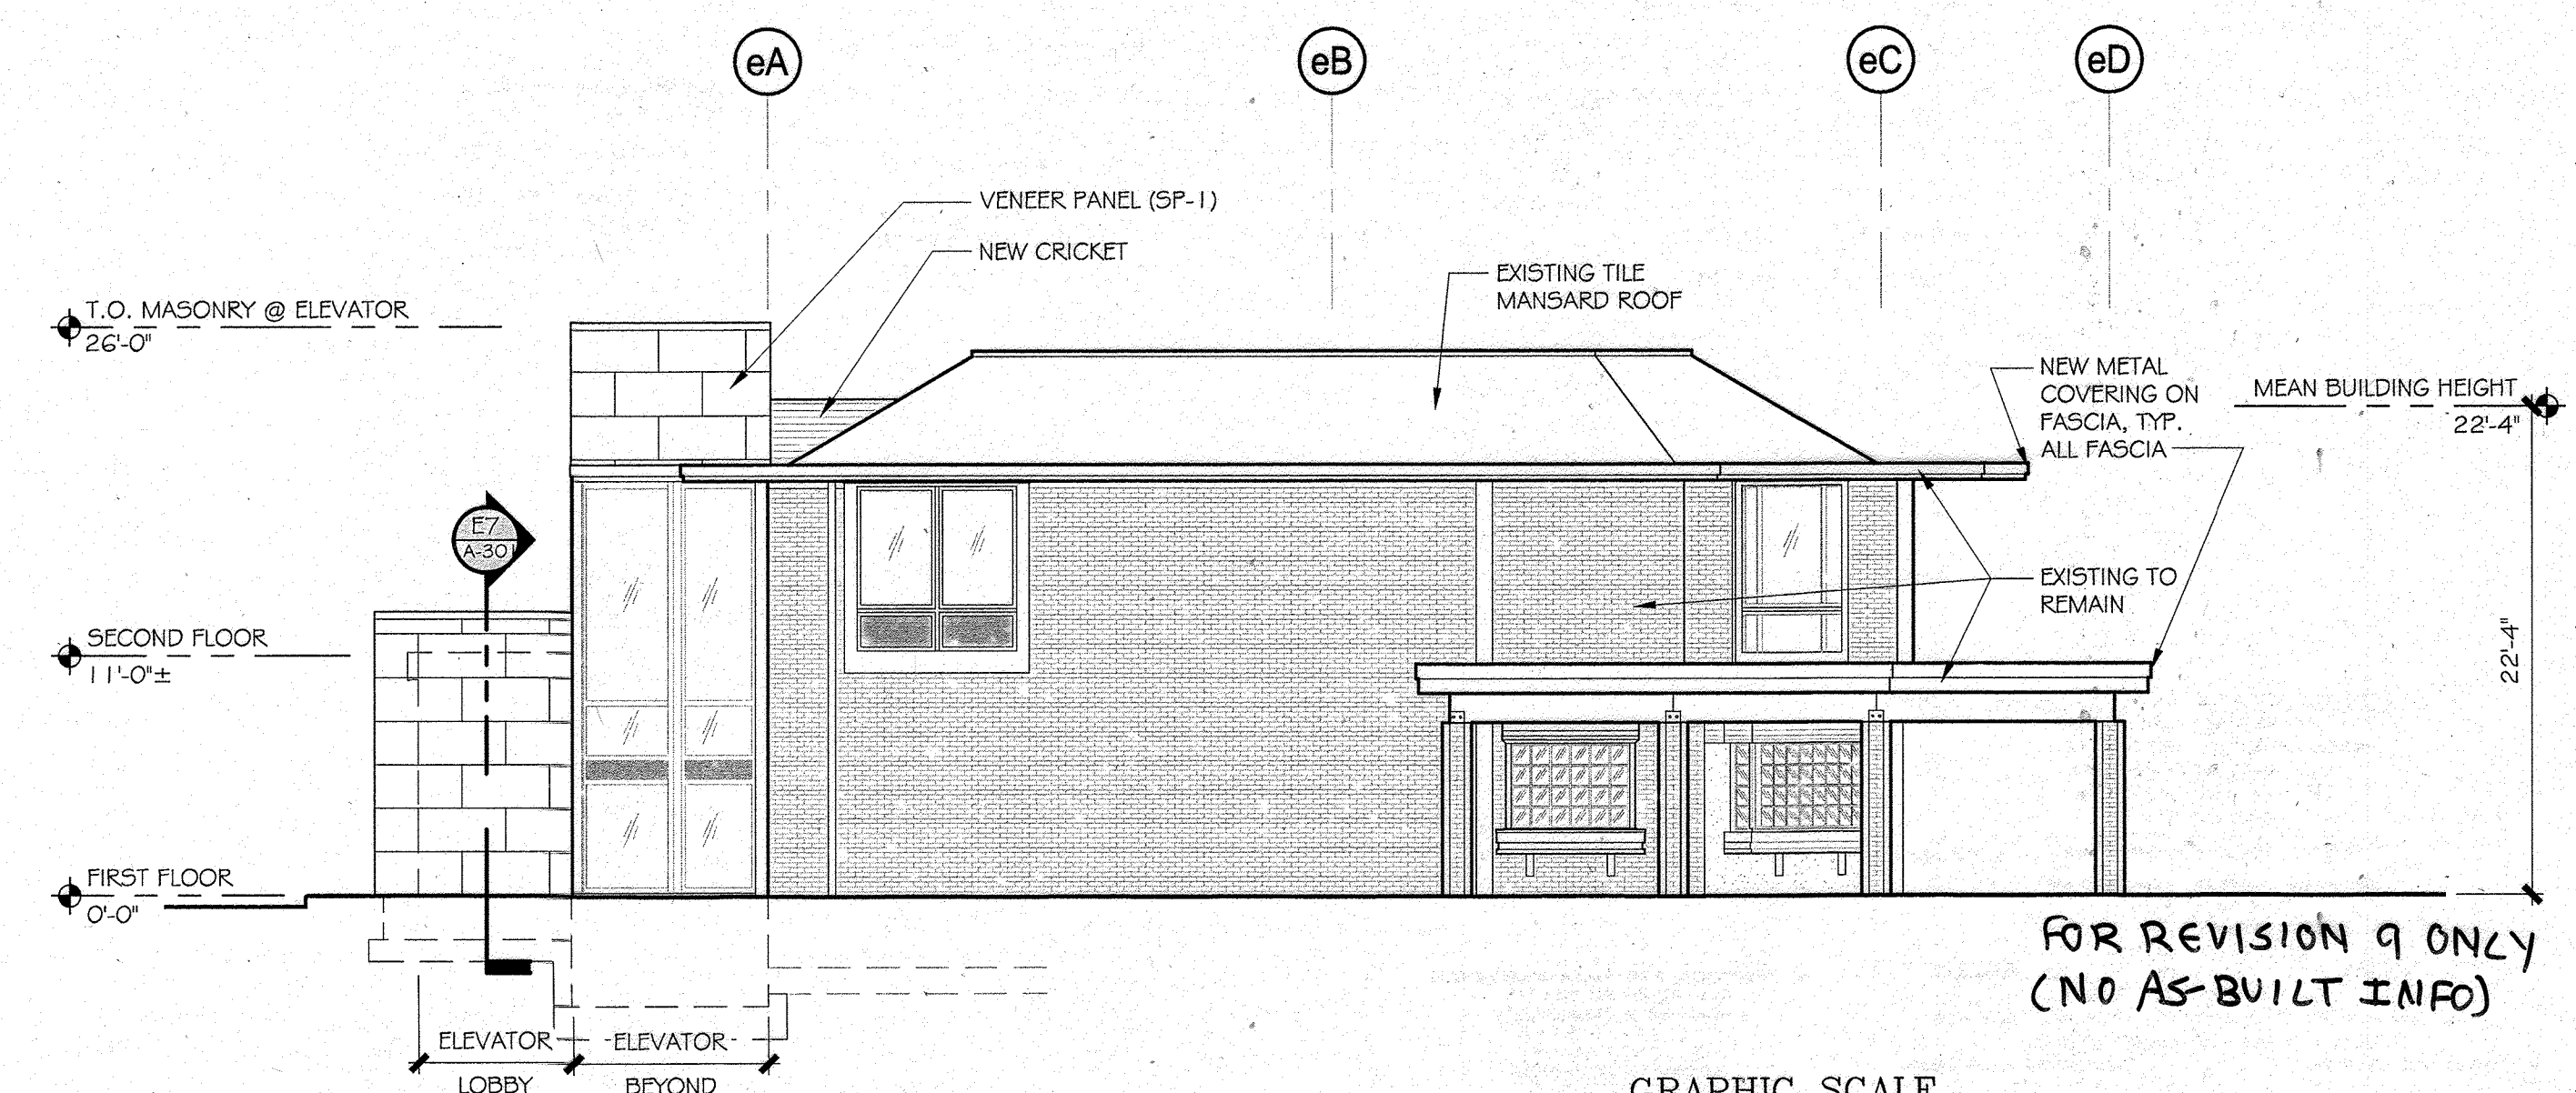 eA
eB
eC
eD
VENEER PANEL (SP-1)
NEW CRICKET
EXISTING TILE
MANSARD ROOF
T.O. MASONRY @ ELEVATOR
26'-0"
NEW METAL
COVERING ON
FASCIA, TYP.
ALL FASCIA
MEAN BUILDING HEIGHT
22'-4"
E7
A-301
EXISTING TO
REMAIN
SECOND FLOOR
11'-0"±
22'-4"
FIRST FLOOR
0'-0"
FOR REVISION 9 ONLY
(NO AS-BUILT INFO)
ELEVATOR
LOBBY
ELEVATOR
BEYOND
GRAPHIC SCALE